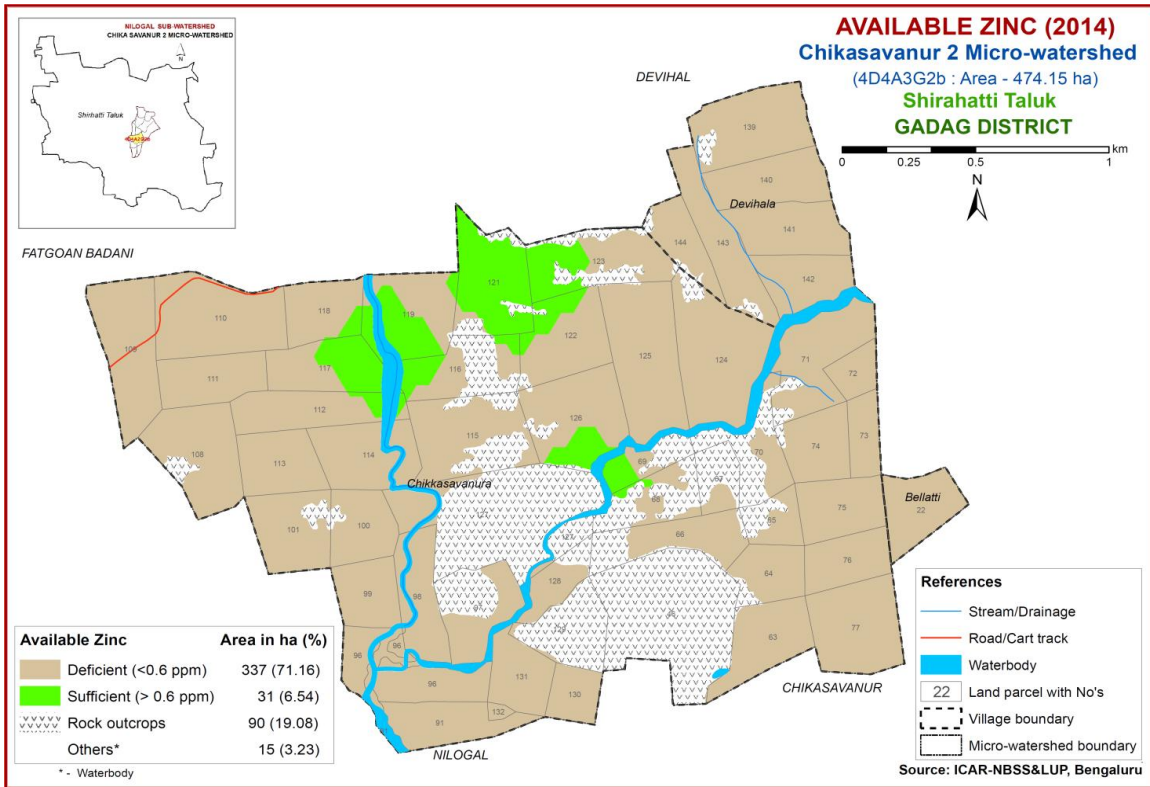 NILOGAL SUB-WATERSHED
CHIKA SAVANUR 2 MICRO-WATERSHED
N
Shirhatti Taluk
AVAILABLE ZINC (2014)
Chikasavanur 2 Micro-watershed
(4D4A3G2b : Area - 474.15 ha)
Shirahatti Taluk
GADAG DISTRICT
km
0 0.25 0.5 1
N
DEVIHAL
FATGOAN BADANI
139
140
Devihala
141
144
143
142
123
121
119
118
110
109
122
125
124
71
72
117
116
111
112
126
115
74
73
70
108
113
114
69
67
Chikkasavanura
127
68
Bellatti
22
75
65
101
100
127
66
76
64
128
99
98
97
46
129
77
63
96
96
96
131
130
132
91
CHIKASAVANUR
NILOGAL
Available Zinc Area in ha (%)
Deficient (<0.6 ppm) 337 (71.16)
Sufficient (> 0.6 ppm) 31 (6.54)
Rock outcrops 90 (19.08)
Others* 15 (3.23)
* - Waterbody
References
Stream/Drainage
Road/Cart track
Waterbody
22 Land parcel with No's
Village boundary
Micro-watershed boundary
Source: ICAR-NBSS&LUP, Bengaluru